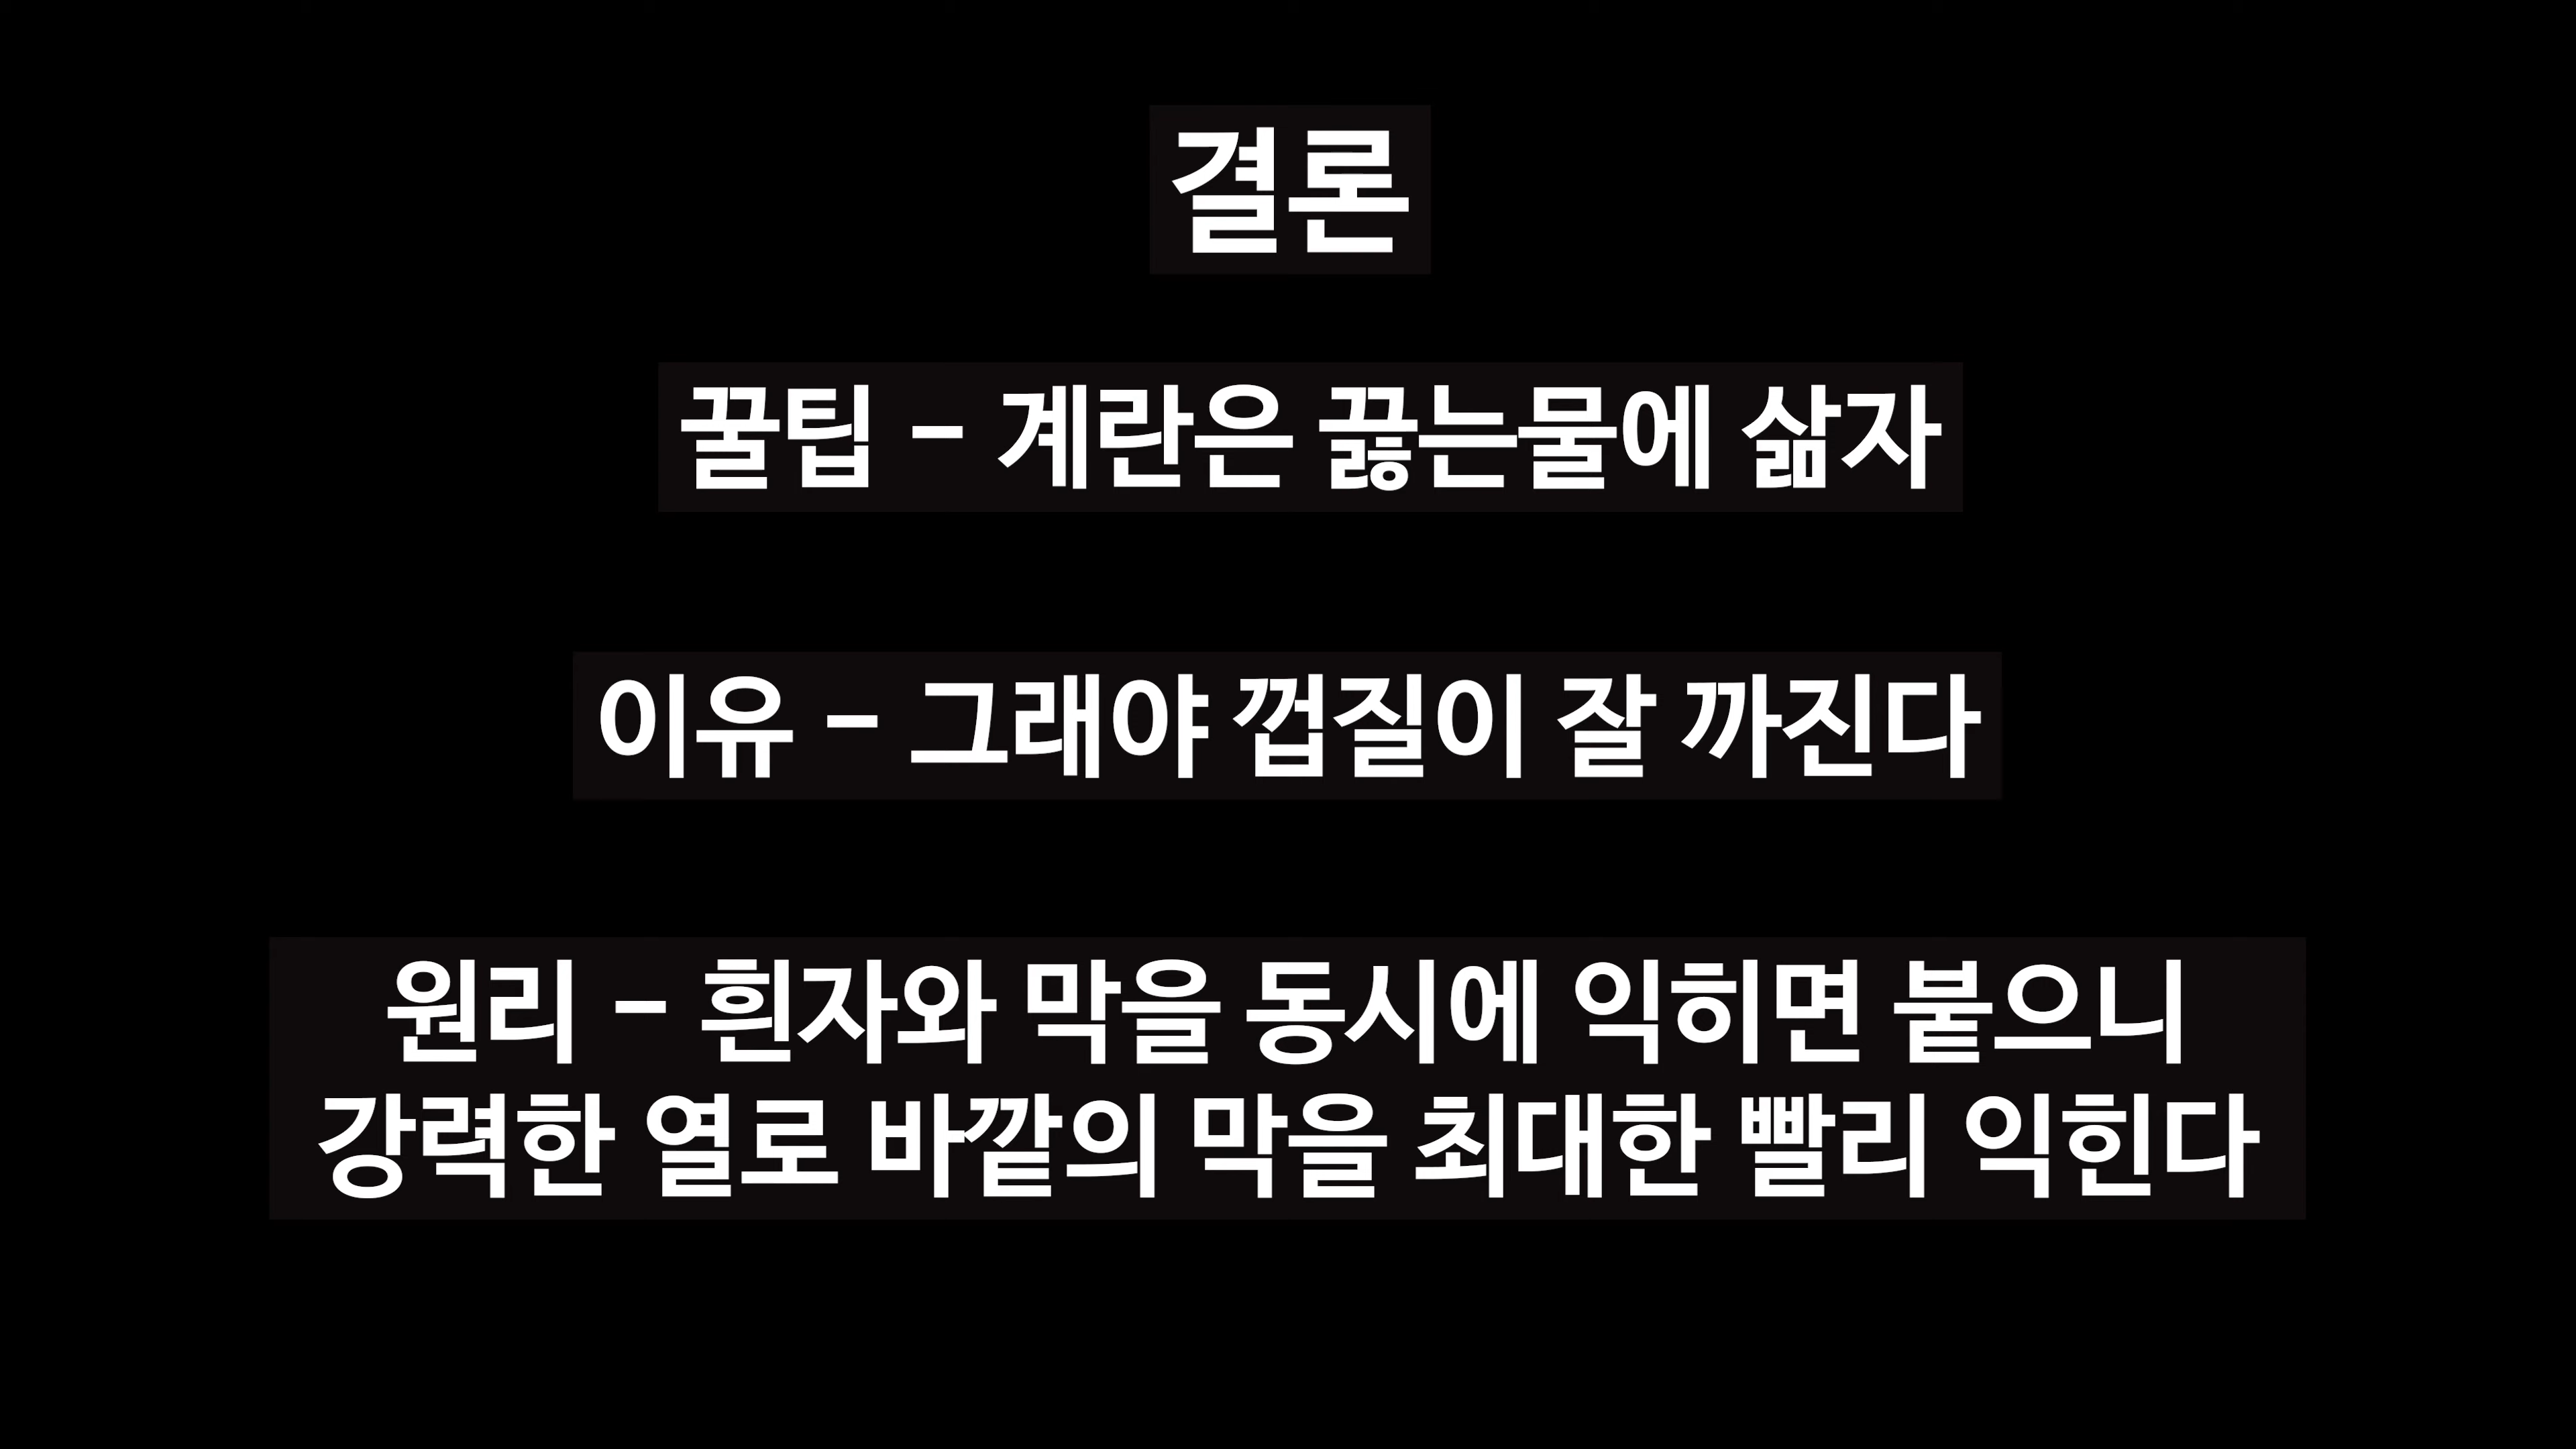 결론
꿀팁 - 계란은 끓는물에 삶자
이유 - 그래야 껍질이 잘 까진다
원리 - 흰자와 막을 동시에 익히면 붙으니
강력한 열로 바깥의 막을 최대한 빨리 익힌다